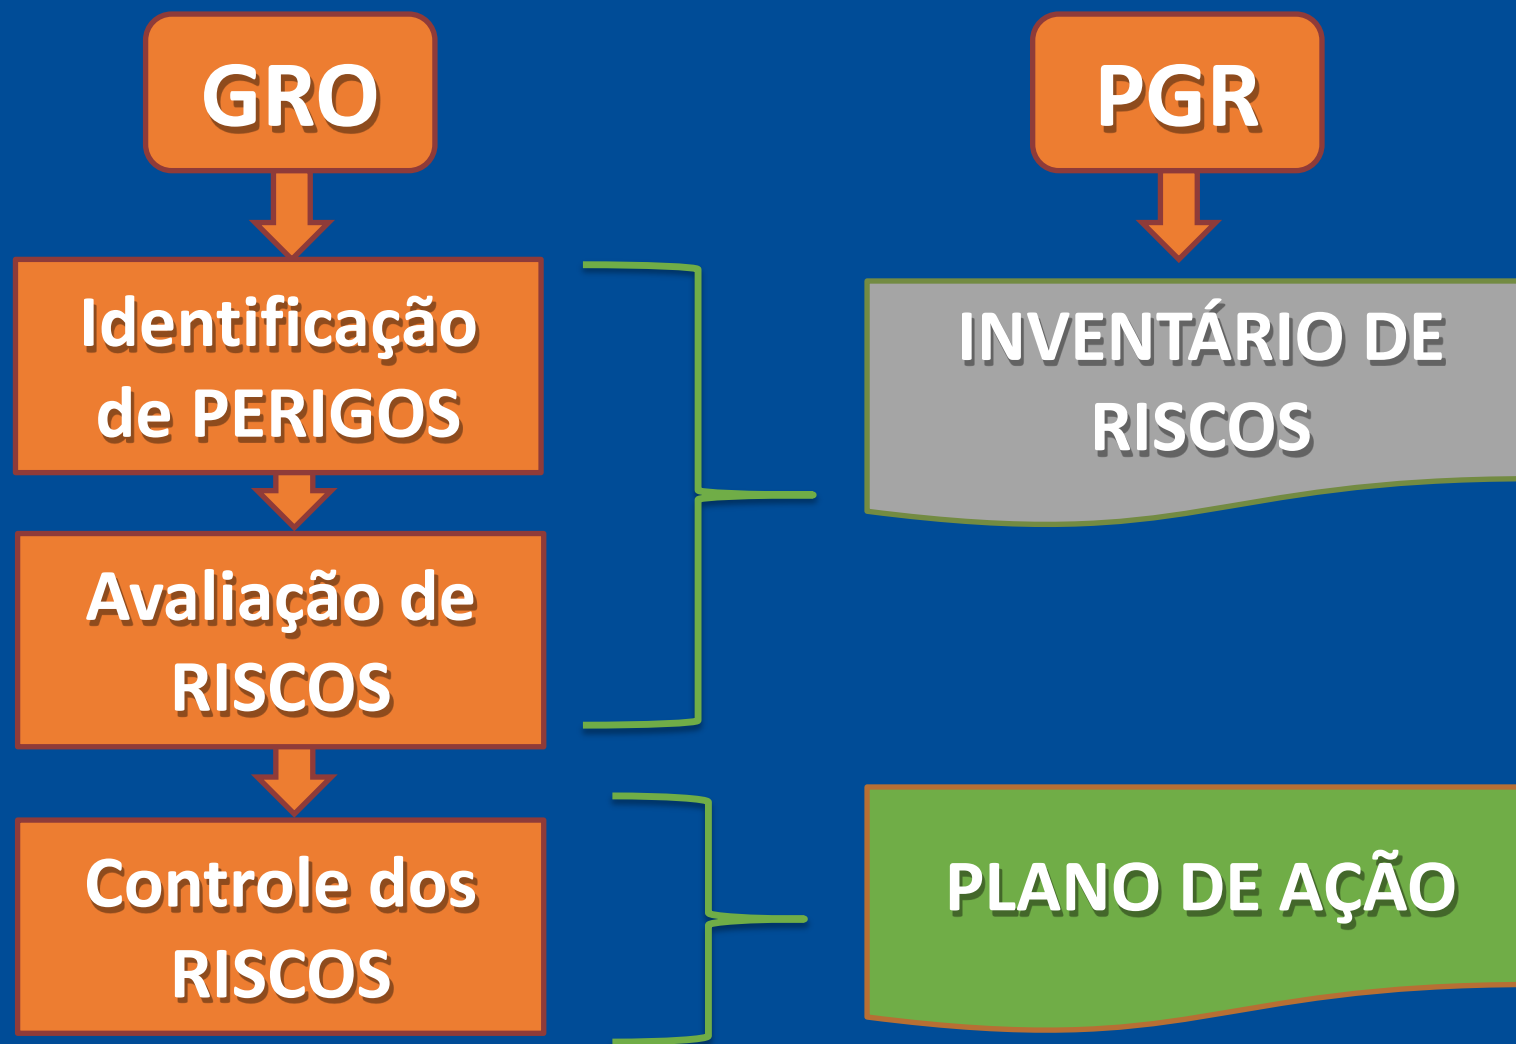 GRO
Identificação
de PERIGOS
Avaliação de
RISCOS
Controle dos
RISCOS
PGR
INVENTÁRIO DE
RISCOS
PLANO DE AÇÃO